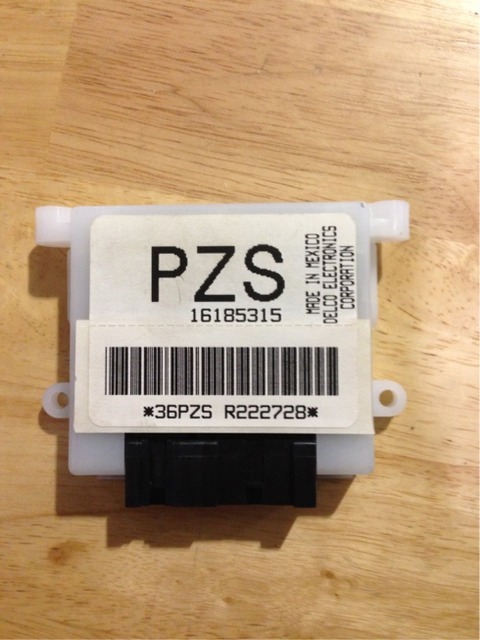 PZS
16185315
MADE IN MEXICO
DELCO ELECTRONICS
CORPORATION
*36PZS R222728*